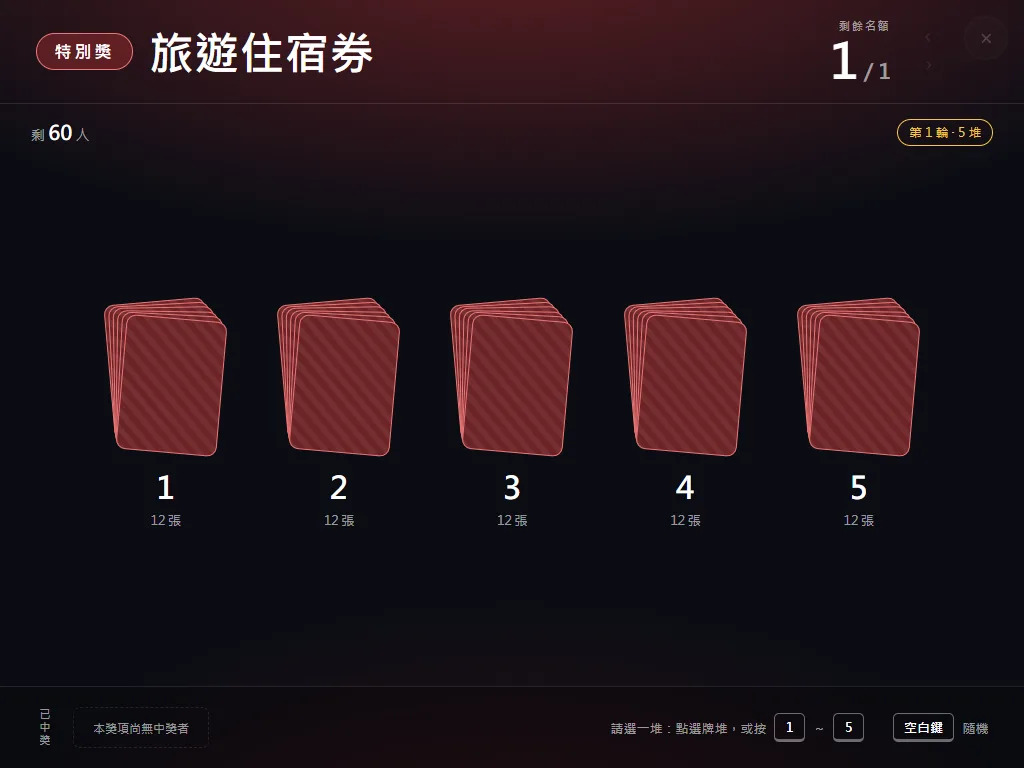 特別獎
旅遊住宿券
剩餘名額
1/1
剩 60 人
第 1 輪 · 5 堆
1
12 張
2
12 張
3
12 張
4
12 張
5
12 張
已中獎
本獎項尚無中獎者
請選一堆：點選牌堆，或按 1 ~ 5 空白鍵 隨機